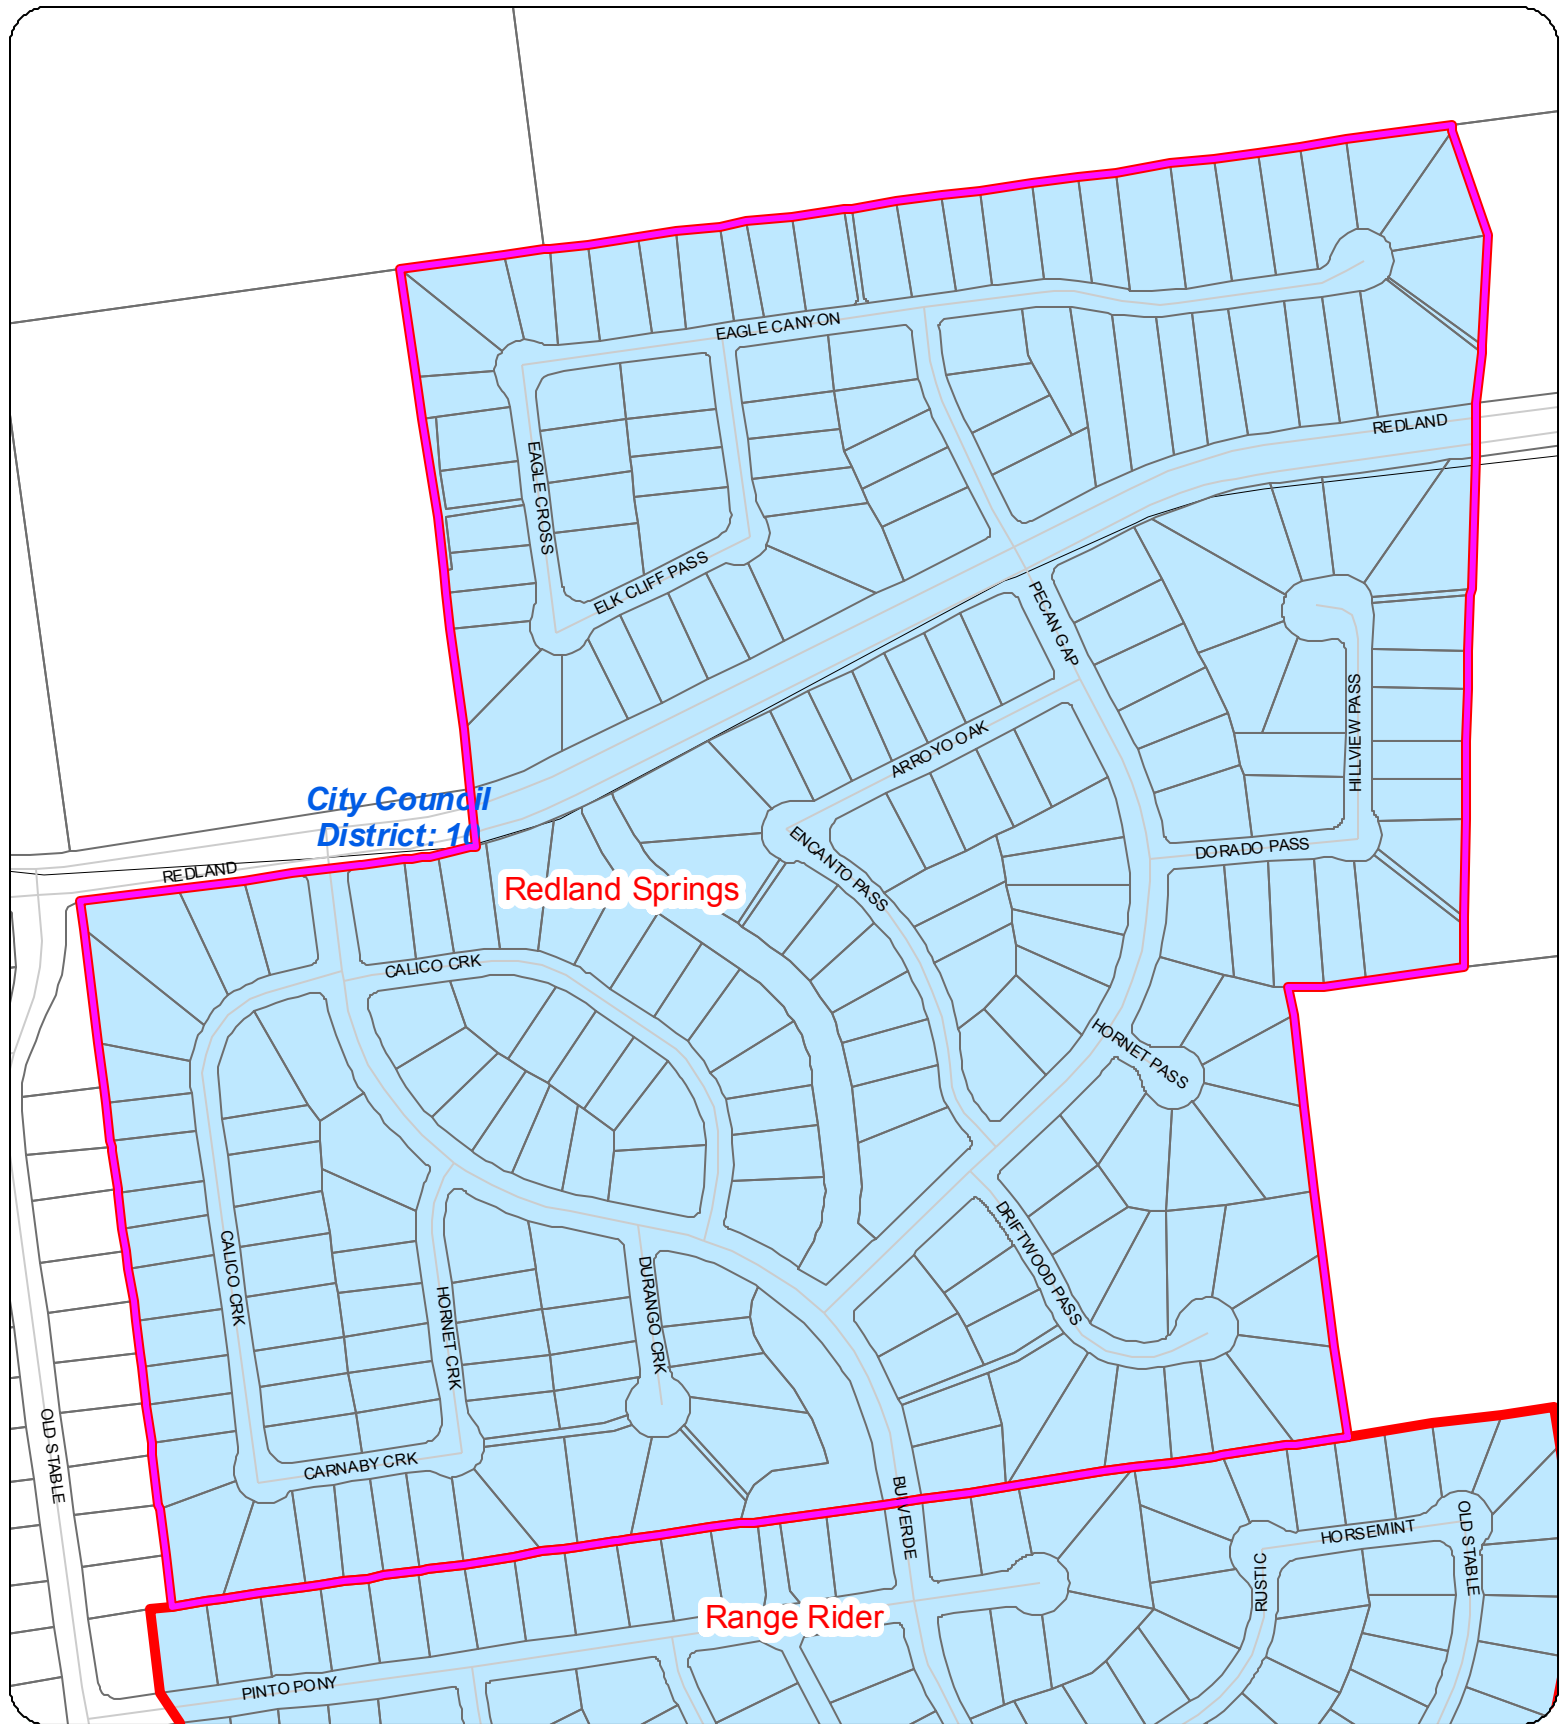 EAGLE CANYON
REDLAND
EAGLE CROSS
ELK CLIFF PASS
PECAN GAP
HILLVIEW PASS
ARROYO OAK
City Council
District: 10
ENCANTO PASS
DORADO PASS
REDLAND
Redland Springs
CALICO CRK
HORNET PASS
DRIFTWOOD PASS
CALICO CRK
HORNET CRK
DURANGO CRK
OLD STABLE
CARNABY CRK
BULVERDE
HORSEMINT
OLD STABLE
RUSTIC
Range Rider
PINTO PONY